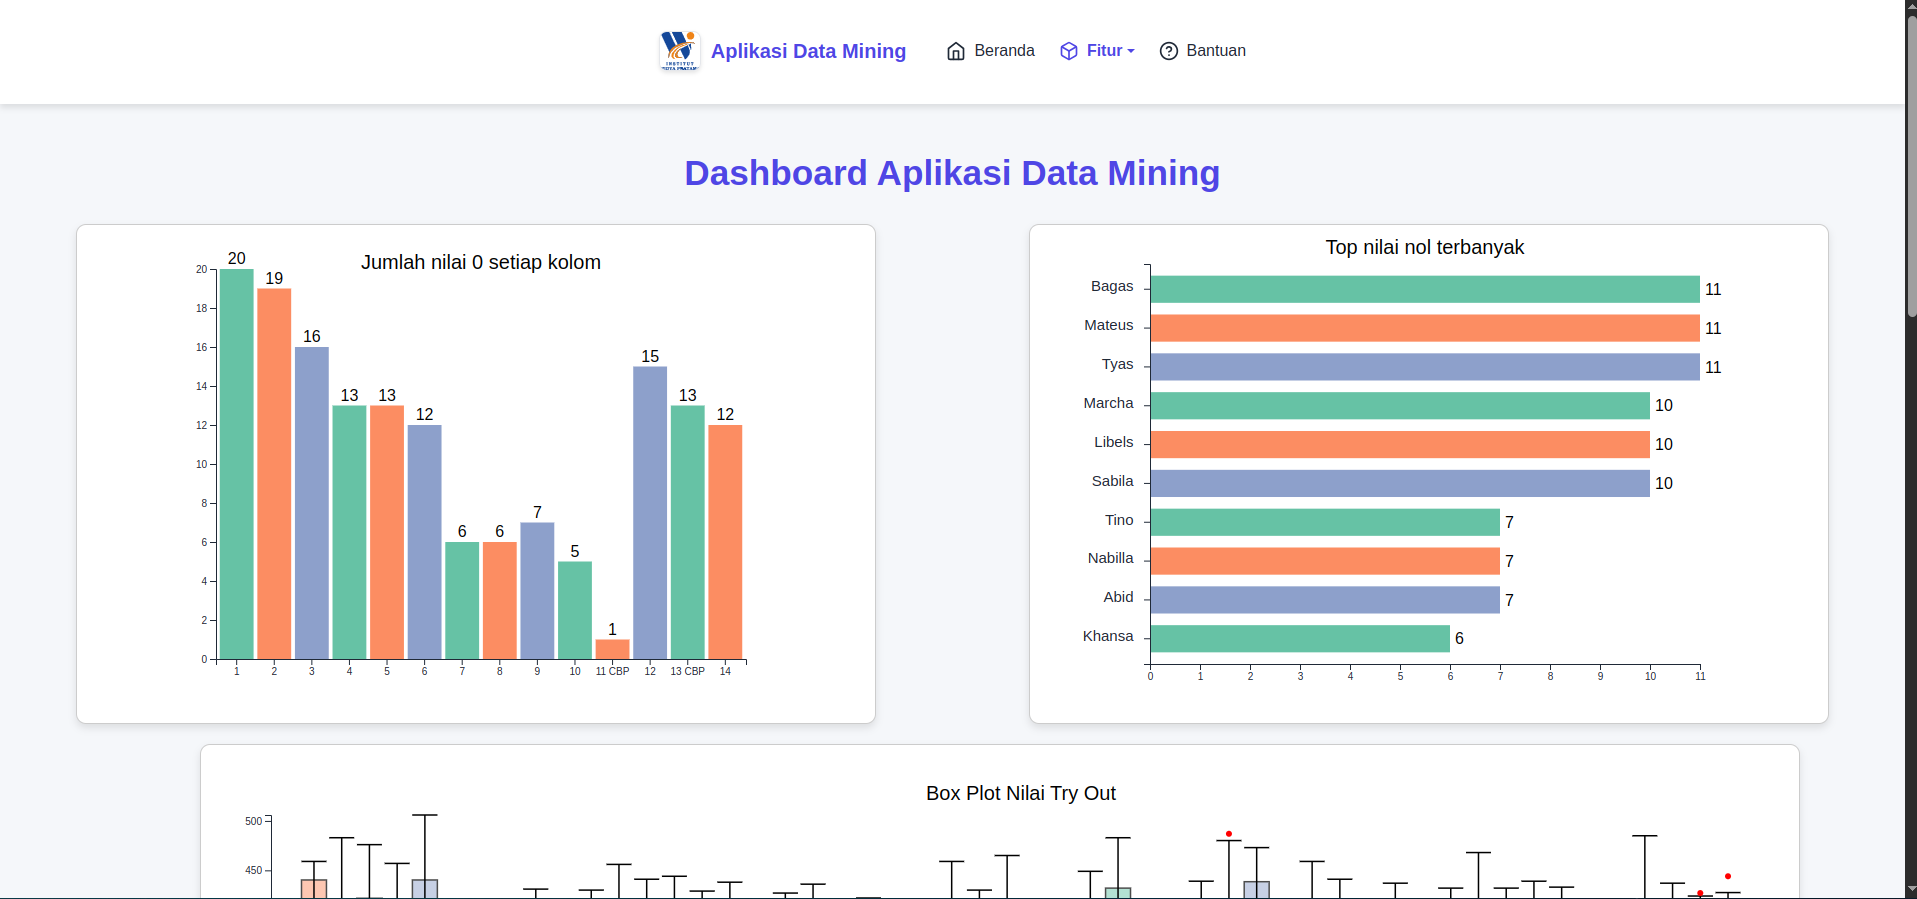 INSTITUT
Aplikasi Data Mining
Beranda
Fitur
Bantuan
Dashboard Aplikasi Data Mining
Jumlah nilai 0 setiap kolom
20
18
16
14
12
10
8
6
4
2
0
20
19
16
13
13
12
6
6
7
5
1
15
13
12
1 2 3 4 5 6 7 8 9 10 11 CBP 12 13 CBP 14
Top nilai nol terbanyak
Bagas 11
Mateus 11
Tyas 11
Marcha 10
Libels 10
Sabila 10
Tino 7
Nabilla 7
Abid 7
Khansa 6
0 1 2 3 4 5 6 7 8 9 10 11
Box Plot Nilai Try Out
500
450